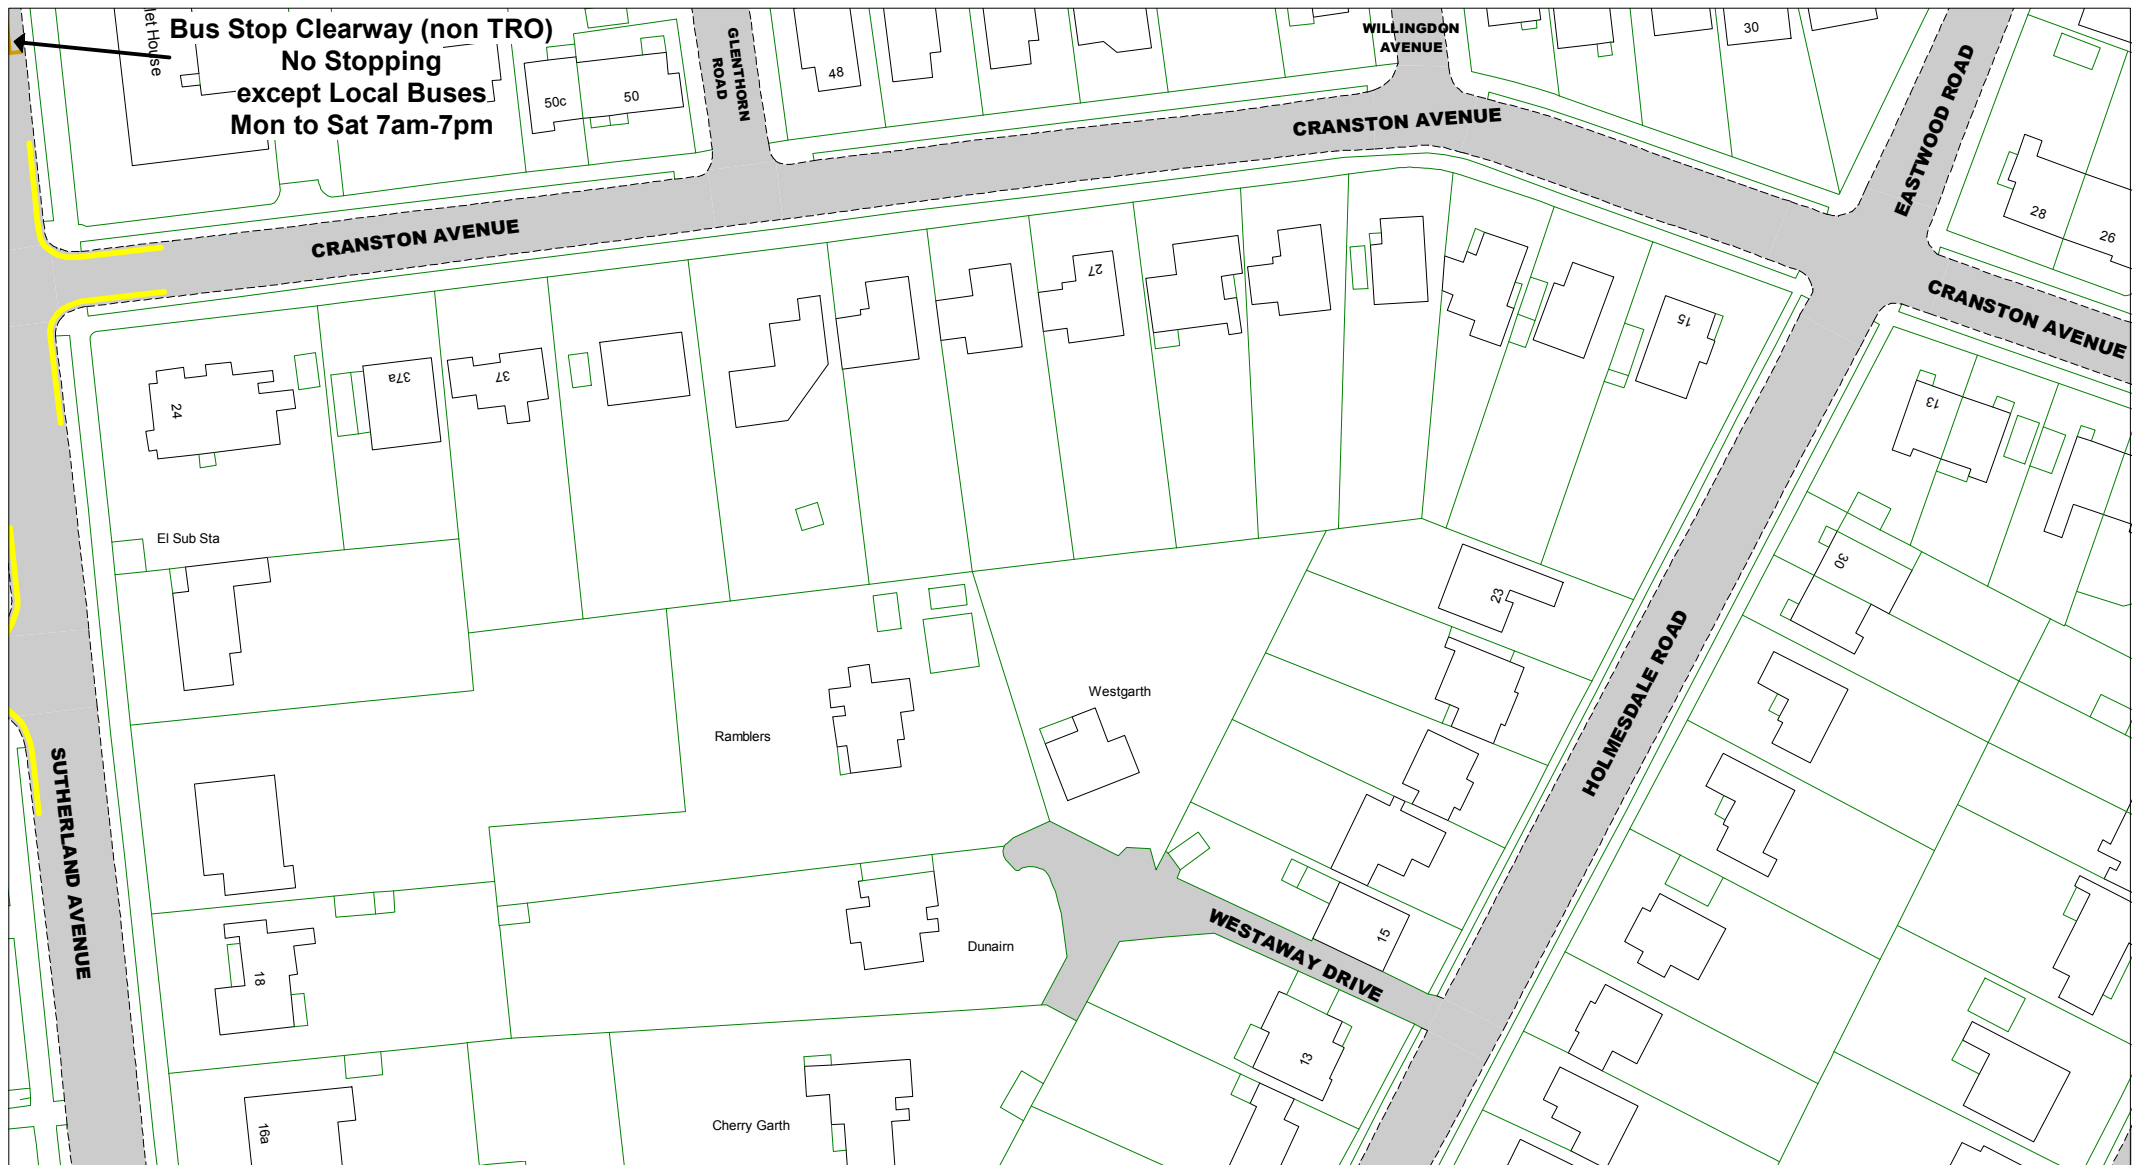 Bus Stop Clearway (non TRO)
No Stopping
except Local Buses
Mon to Sat 7am-7pm
House
GLENTHORN
ROAD
WILLINGDON
AVENUE
EASTWOOD ROAD
CRANSTON AVENUE
CRANSTON AVENUE
CRANSTON AVENUE
50c
50
48
30
28
26
24
37a
37
27
15
13
El Sub Sta
23
30
HOLMESDALE ROAD
Westgarth
Ramblers
SUTHERLAND AVENUE
WESTAWAY DRIVE
15
Dunairn
18
13
16a
Cherry Garth